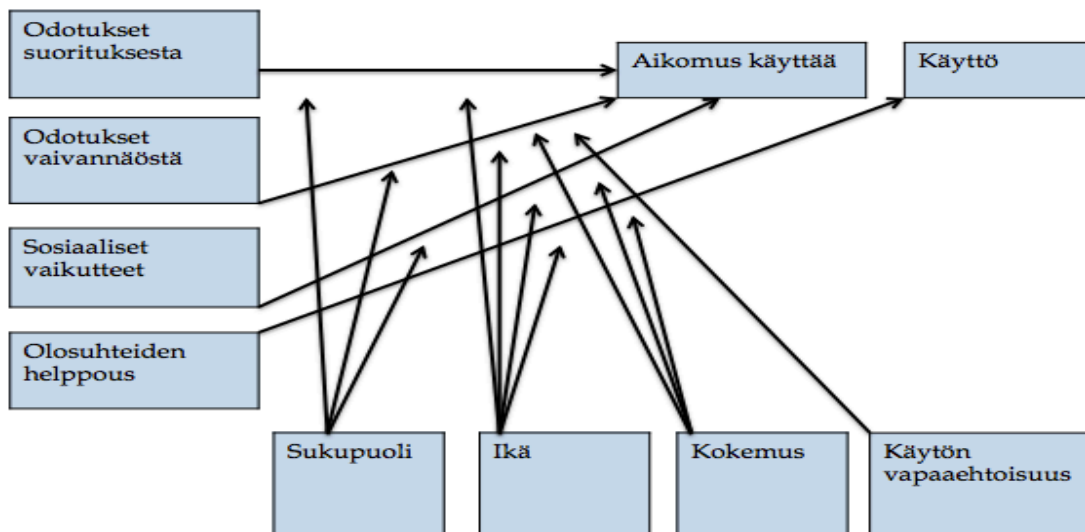 Odotukset
suorituksesta
Aikomus käyttää
Käyttö
Odotukset
vaivannäöstä
Sosiaaliset
vaikutteet
Olosuhteiden
helppous
Sukupuoli
Ikä
Kokemus
Käytön
vapaaehtoisuus